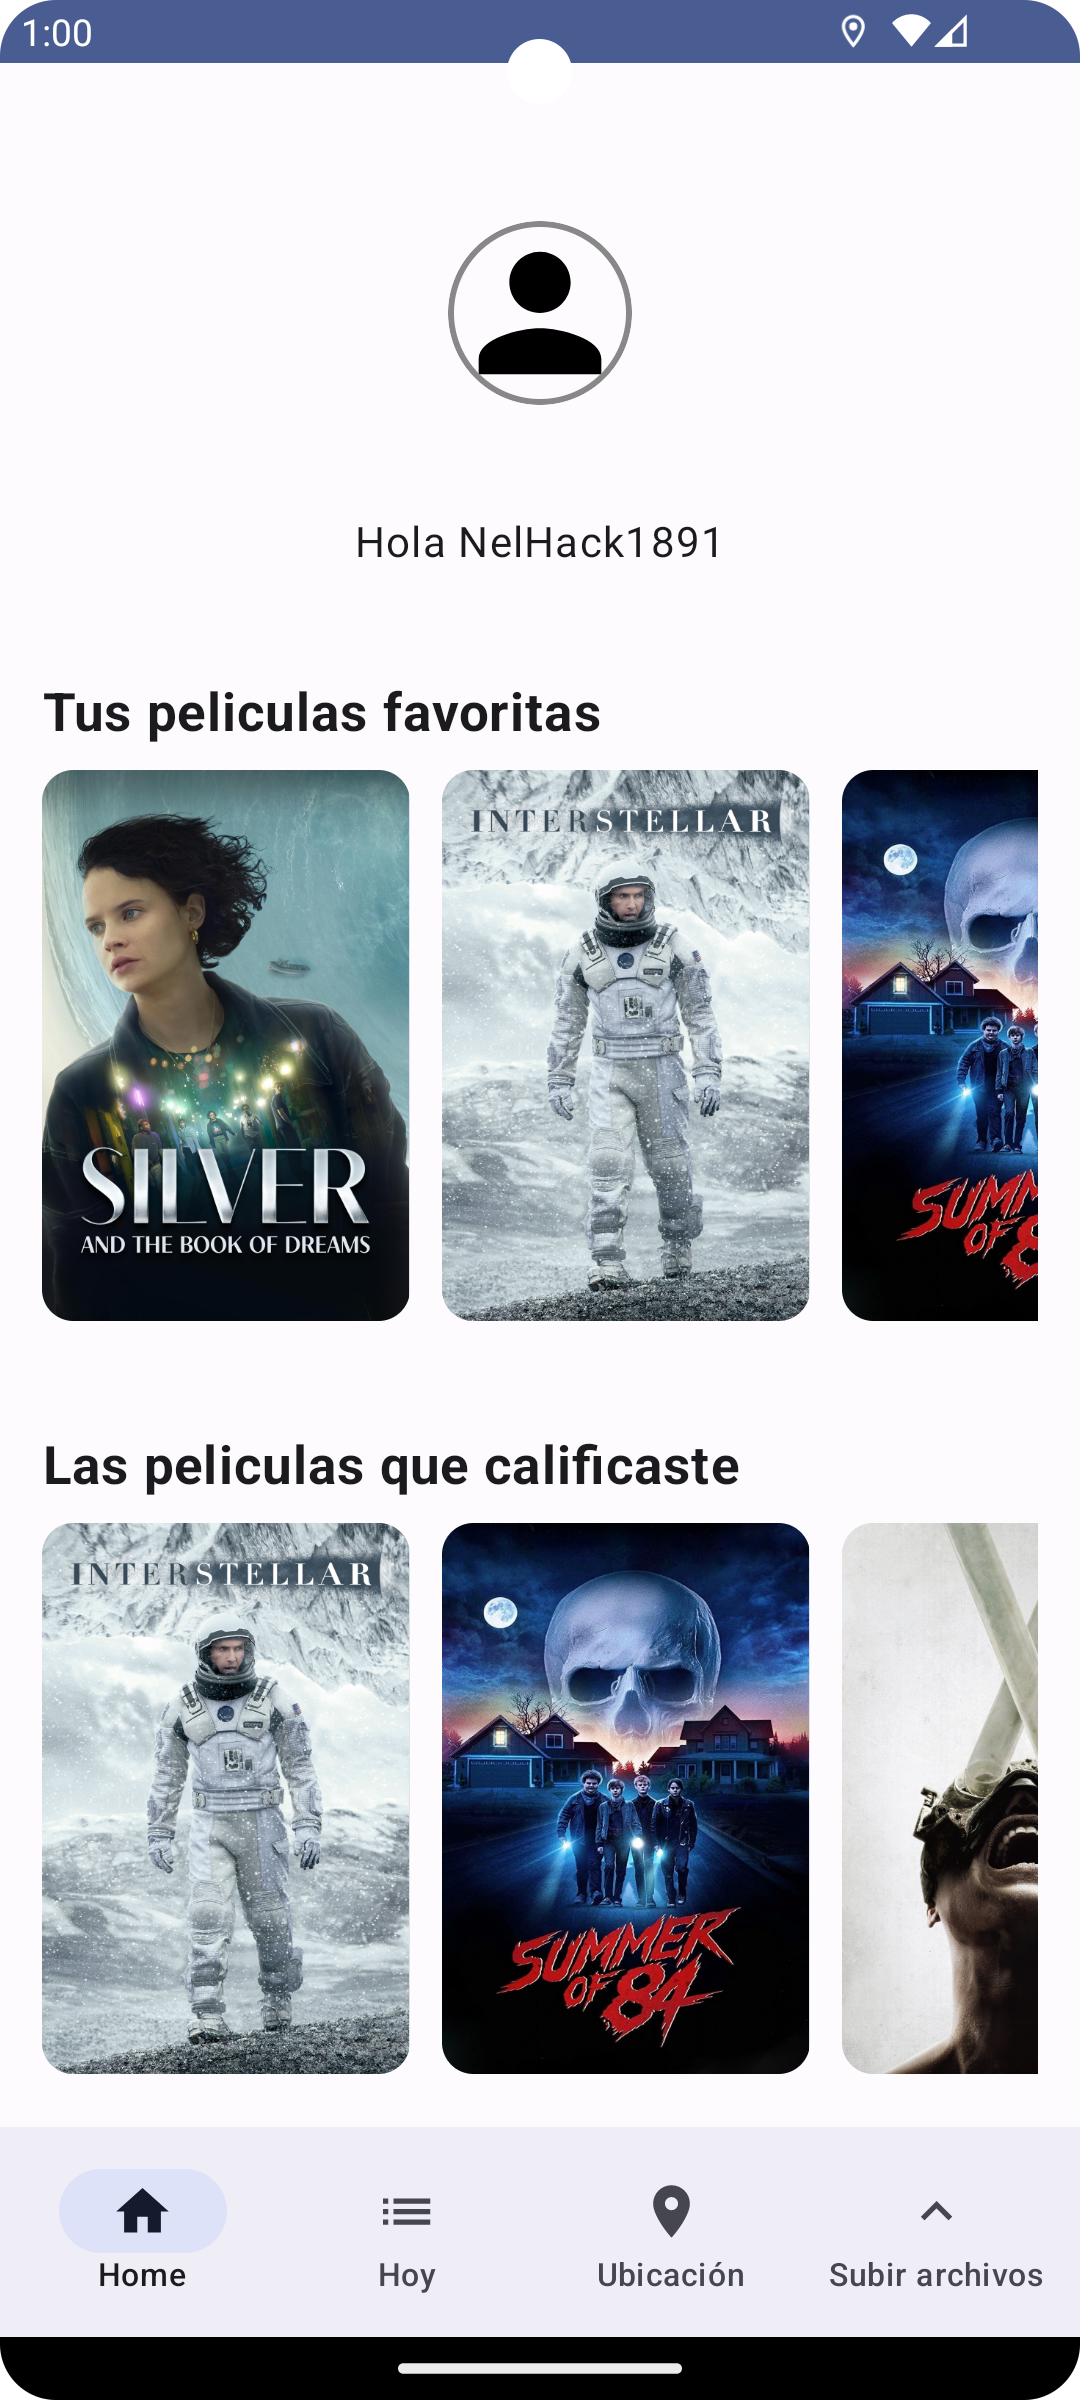 1:00
Hola NelHack1891
Tus peliculas favoritas
SILVER
AND THE BOOK OF DREAMS
INTERSTELLAR
SUMM
OF 8
Las peliculas que calificaste
INTERSTELLAR
SUMMER
OF 84
Home
Hoy
Ubicación
Subir archivos